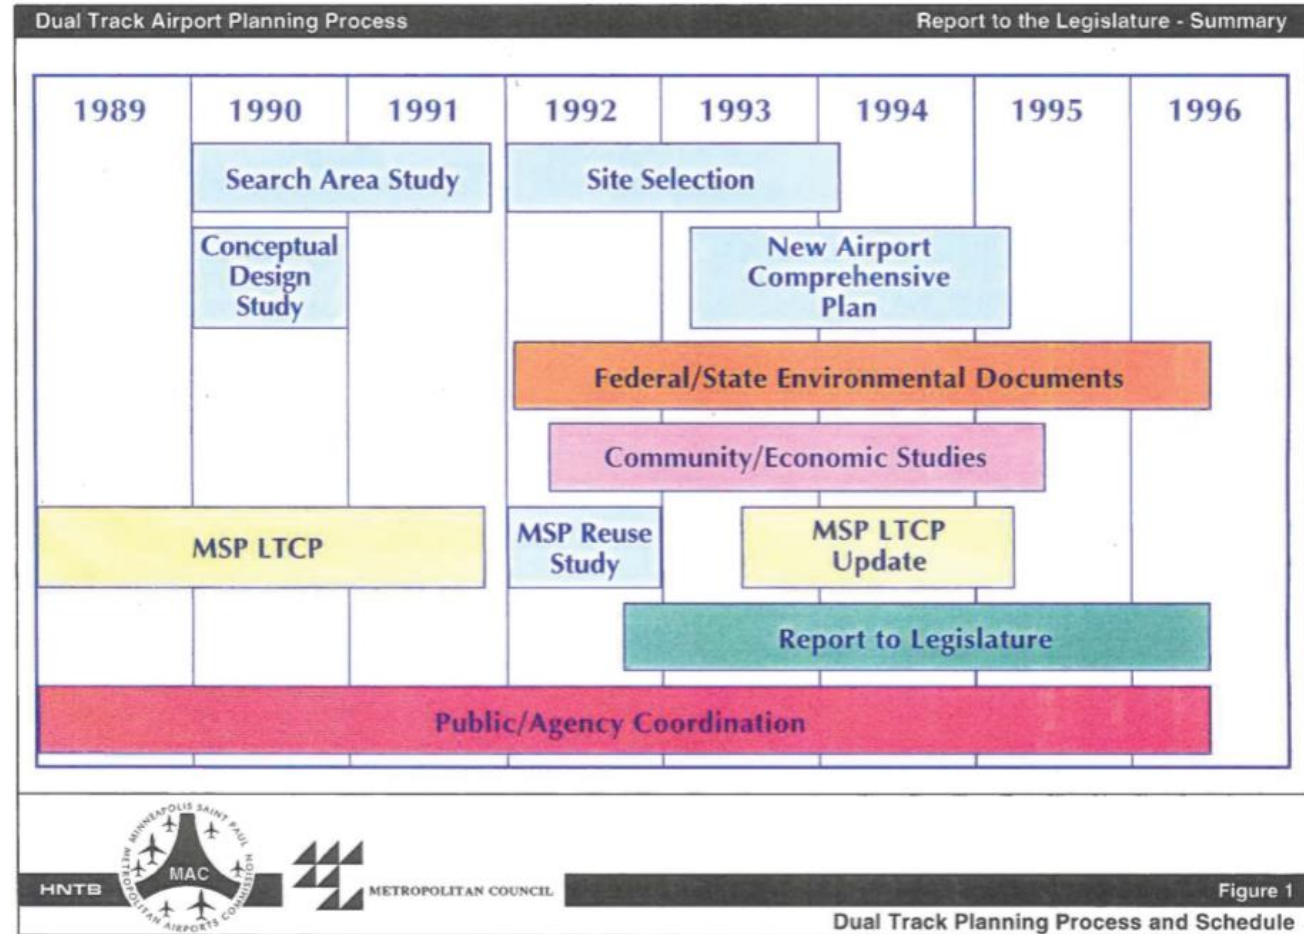 Dual Track Airport Planning Process
Report to the Legislature - Summary
1989 1990 1991 1992 1993 1994 1995 1996
Search Area Study
Site Selection
Conceptual
Design
Study
New Airport
Comprehensive
Plan
Federal/State Environmental Documents
Community/Economic Studies
MSP LTCP
MSP Reuse
Study
MSP LTCP
Update
Report to Legislature
Public/Agency Coordination
HNTB
MINNEAPOLIS SAINT PAUL
METROPOLITAN AIRPORTS COMMISSION
MAC
METROPOLITAN COUNCIL
Figure 1
Dual Track Planning Process and Schedule